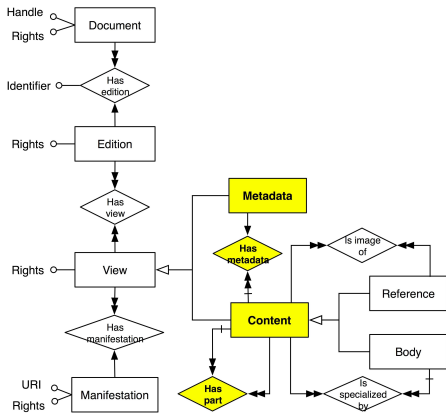 Handle
Document
Rights
Has
edition
Identifier
Rights
Edition
Has
view
Metadata
Has
metadata
Is image
of
Rights
View
Reference
Content
Has
manifestation
Body
URI
Rights
Manifestation
Has
part
Is
specialized
by